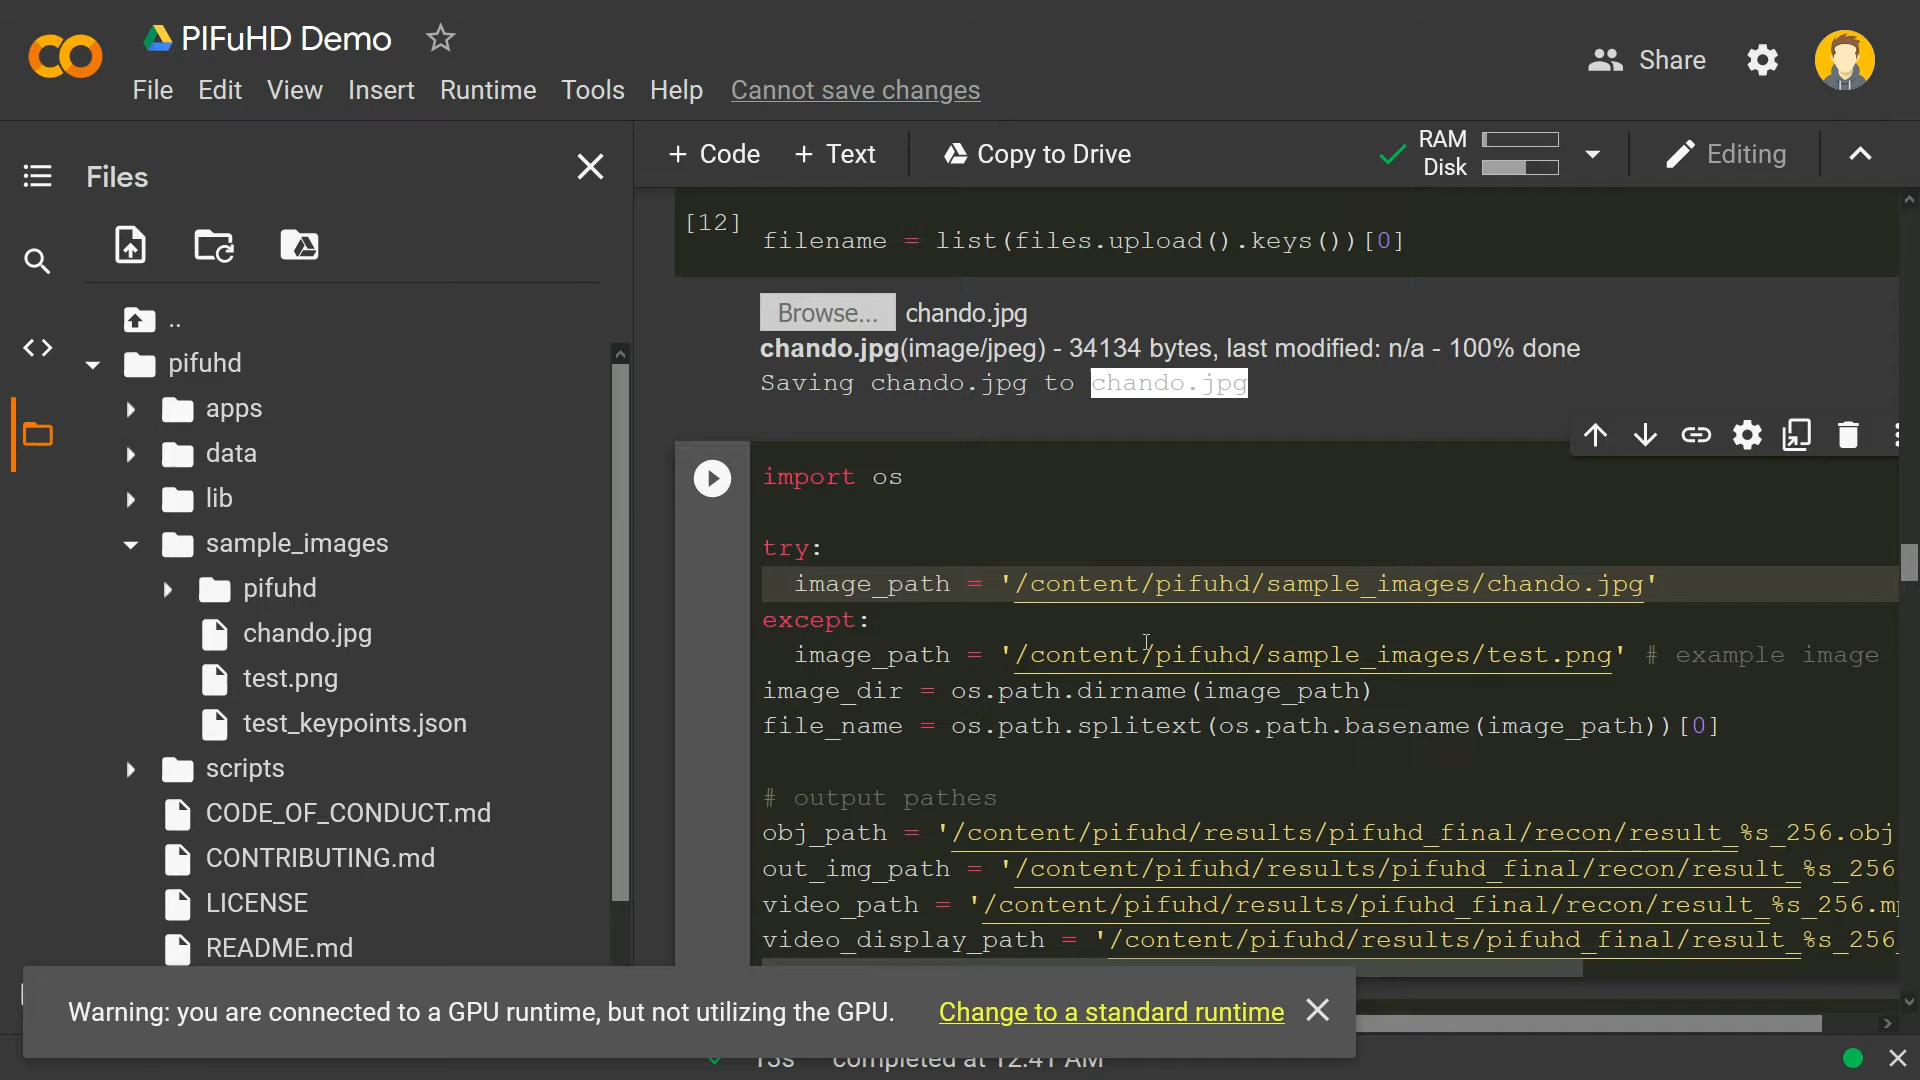 PIFuHD Demo
File Edit View Insert Runtime Tools Help Cannot save changes
Share
Files
+ Code + Text Copy to Drive
RAM
Disk
Editing
..
pifuhd
apps
data
lib
sample_images
pifuhd
chando.jpg
test.png
test_keypoints.json
scripts
CODE_OF_CONDUCT.md
CONTRIBUTING.md
LICENSE
README.md
[12]
filename = list(files.upload().keys())[0]
Browse... chando.jpg
chando.jpg(image/jpeg) - 34134 bytes, last modified: n/a - 100% done
Saving chando.jpg to chando.jpg
import os
try:
image_path = '/content/pifuhd/sample_images/chando.jpg'
except:
image_path = '/content/pifuhd/sample_images/test.png' # example image
image_dir = os.path.dirname(image_path)
file_name = os.path.splitext(os.path.basename(image_path))[0]
# output pathes
obj_path = '/content/pifuhd/results/pifuhd_final/recon/result_%s_256.obj
out_img_path = '/content/pifuhd/results/pifuhd_final/recon/result_%s_256
video_path = '/content/pifuhd/results/pifuhd_final/recon/result_%s_256.m
video_display_path = '/content/pifuhd/results/pifuhd_final/result_%s_256
Warning: you are connected to a GPU runtime, but not utilizing the GPU. Change to a standard runtime
13s completed at 12:41 AM